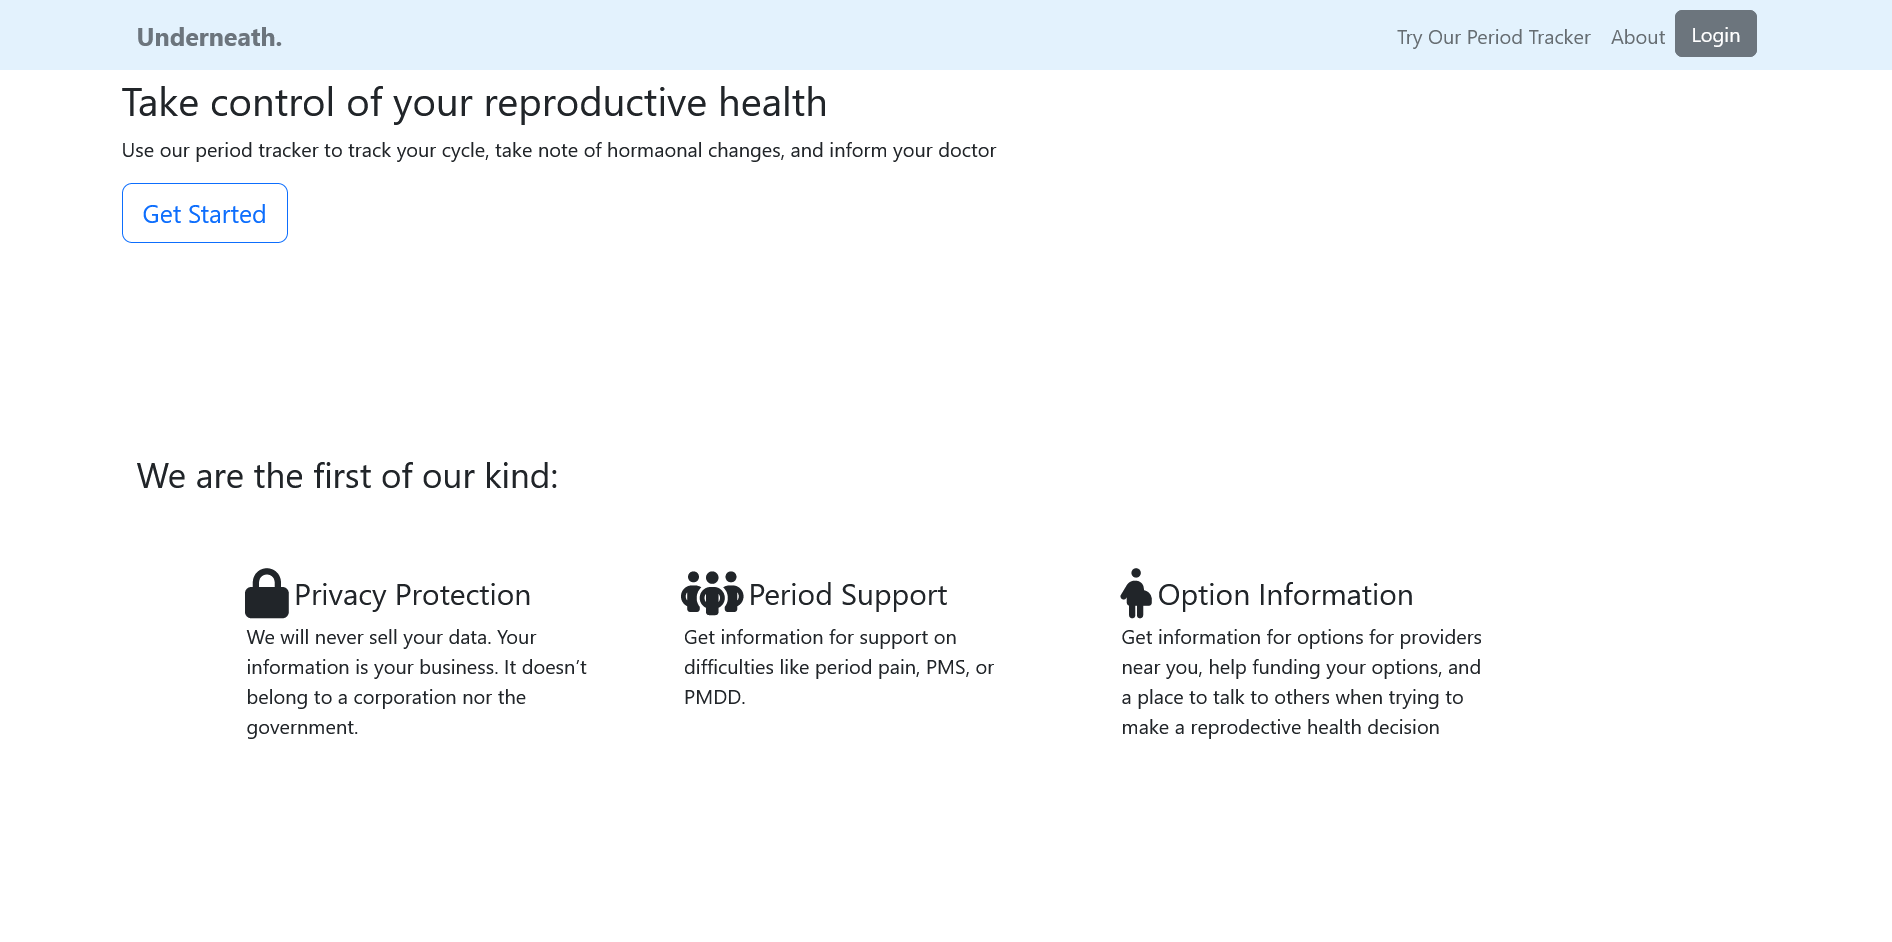 Underneath.
Try Our Period Tracker About Login
Take control of your reproductive health
Use our period tracker to track your cycle, take note of hormaonal changes, and inform your doctor
Get Started
We are the first of our kind:
Privacy Protection
We will never sell your data. Your
information is your business. It doesn’t
belong to a corporation nor the
government.
Period Support
Get information for support on
difficulties like period pain, PMS, or
PMDD.
Option Information
Get information for options for providers
near you, help funding your options, and
a place to talk to others when trying to
make a reprodective health decision